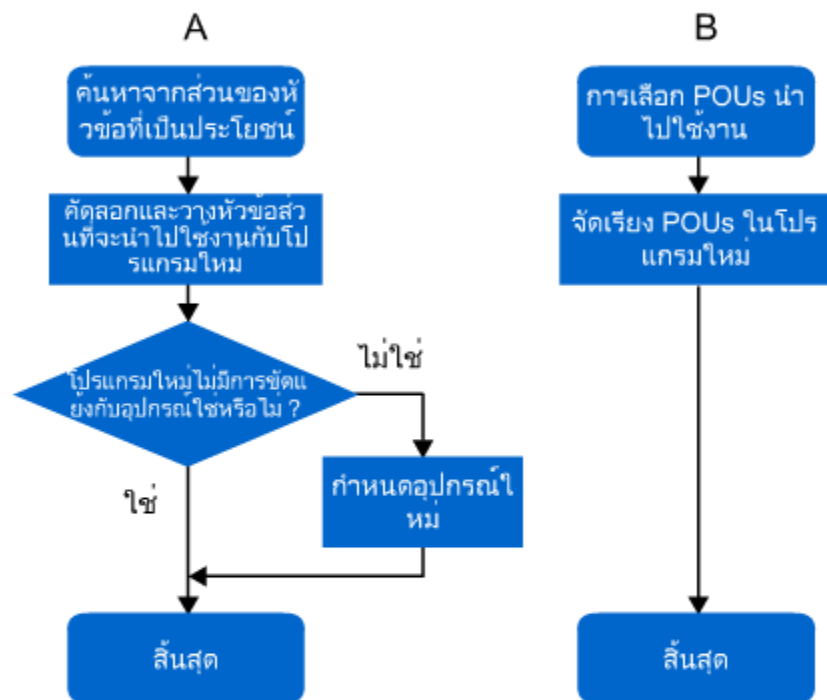 A
ค้นหาจากส่วนของหั
วข้อที่เป็นประโยชน์
คัดลอกและวางหัวข้อส่ว
นที่จะนำไปใช้งานกับโป
รแกรมใหม่
โปรแกรมใหม่ไม่มีการขัดแ
ย้งกับอุปกรณ์ใช่หรือไม่ ?
ไม่ใช่
กำหนดอุปกรณ์ใ
หม่
ใช่
สิ้นสุด
B
การเลือก POUs นำ
ไปใช้งาน
จัดเรียง POUs ในโปร
แกรมใหม่
สิ้นสุด